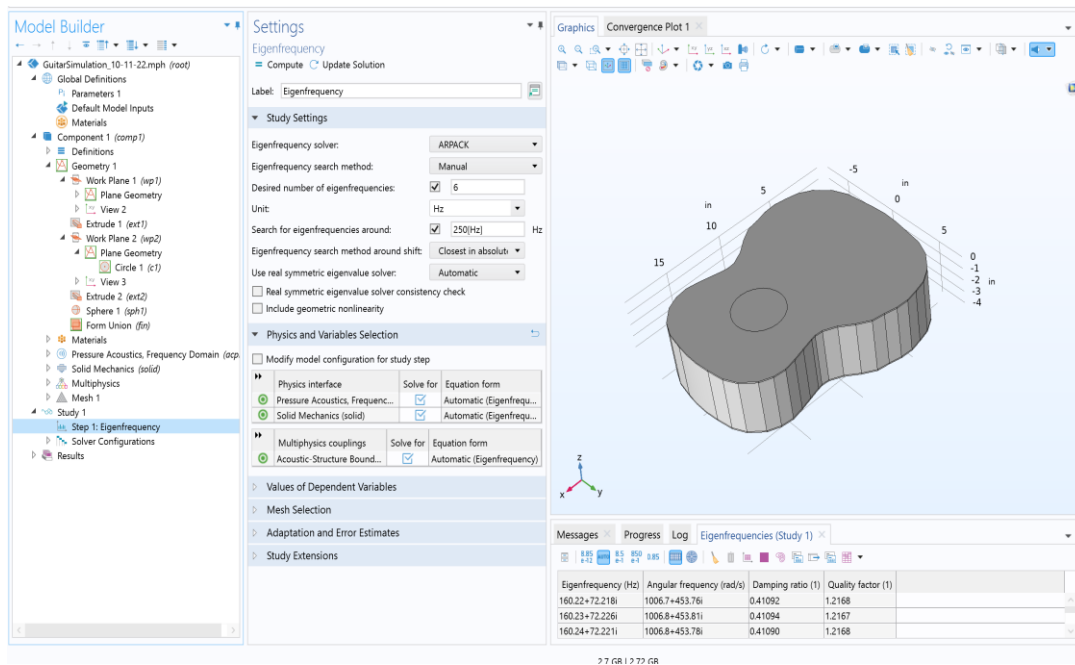 Model Builder
GuitarSimulation_10-11-22.mph (root)
Global Definitions
Pi Parameters 1
Default Model Inputs
Materials
Component 1 (comp1)
Definitions
Geometry 1
Work Plane 1 (wp1)
Plane Geometry
View 2
Extrude 1 (ext1)
Work Plane 2 (wp2)
Plane Geometry
Circle 1 (c1)
View 3
Extrude 2 (ext2)
Sphere 1 (sph1)
Form Union (fin)
Materials
Pressure Acoustics, Frequency Domain (acp
Solid Mechanics (solid)
Multiphysics
Mesh 1
Study 1
Step 1: Eigenfrequency
Solver Configurations
Results
Settings
Eigenfrequency
= Compute Update Solution
Label: Eigenfrequency
Study Settings
Eigenfrequency solver: ARPACK
Eigenfrequency search method: Manual
Desired number of eigenfrequencies: 6
Unit: Hz
Search for eigenfrequencies around: 250[Hz] Hz
Eigenfrequency search method around shift: Closest in absolut
Use real symmetric eigenvalue solver: Automatic
Real symmetric eigenvalue solver consistency check
Include geometric nonlinearity
Physics and Variables Selection
Modify model configuration for study step
Physics interface Solve for Equation form
Pressure Acoustics, Frequenc... Automatic (Eigenfrequ...
Solid Mechanics (solid) Automatic (Eigenfrequ...
Multiphysics couplings Solve for Equation form
Acoustic-Structure Bound... Automatic (Eigenfrequency)
Values of Dependent Variables
Mesh Selection
Adaptation and Error Estimates
Study Extensions
Graphics Convergence Plot 1
-5
5 in
in 0
10
5
15
0
-1
-2 in
-3
-4
z
x y
Messages Progress Log Eigenfrequencies (Study 1)
8.85 e-12 8.5 e-1 850 e-3 0.85
Eigenfrequency (Hz) Angular frequency (rad/s) Damping ratio (1) Quality factor (1)
160.22+72.218i 1006.7+453.76i 0.41092 1.2168
160.23+72.226i 1006.8+453.81i 0.41094 1.2167
160.24+72.221i 1006.8+453.78i 0.41090 1.2168
2.7 GB | 2.72 GB